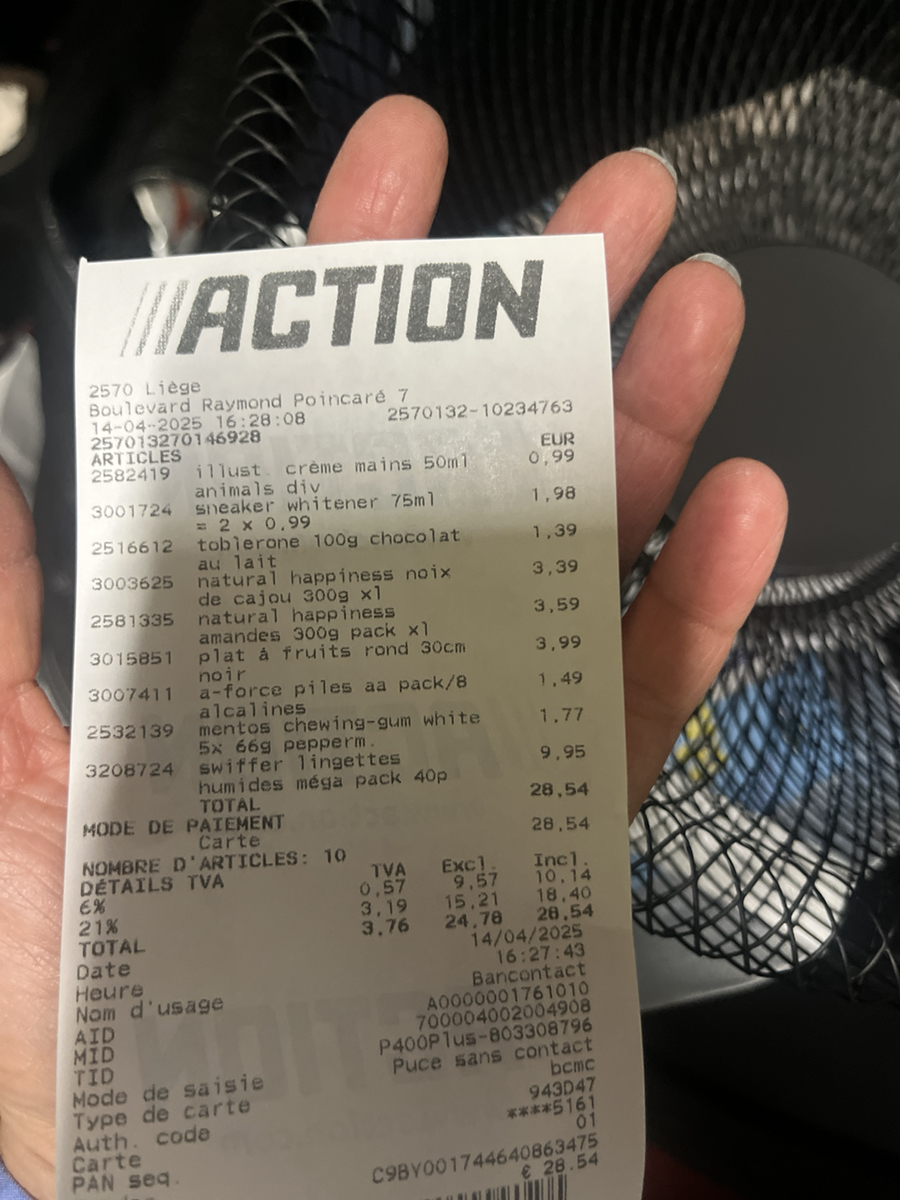 ///ACTION
2570 Liège
Boulevard Raymond Poincaré 7
14-04-2025 16:28:08 2570132-10234763
257013270146928
ARTICLES EUR
2582419 illust. crème mains 50ml 0,99
animals div
3001724 sneaker whitener 75ml 1,98
= 2 x 0.99
2516612 toblerone 100g chocolat 1,39
au lait
3003625 natural happiness noix 3,39
de cajou 300g xl
2581335 natural happiness 3,59
amandes 300g pack xl
3015851 plat à fruits rond 30cm 3,99
noir
3007411 a-force piles aa pack/8 1,49
alcalines
2532139 mentos chewing-gum white 1,77
5x 66g pepperm.
3208724 swiffer lingettes 9,95
humides méga pack 40p
TOTAL 28,54
MODE DE PAIEMENT
Carte 28,54
NOMBRE D'ARTICLES: 10
DÉTAILS TVA TVA Excl. Incl.
6% 0,57 9,57 10,14
21% 3,19 15,21 18,40
TOTAL 3,76 24,78 28,54
Date 14/04/2025
Heure 16:27:43
Nom d'usage Bancontact
AID A0000001761010
MID 700004002004908
TID P400Plus-803308796
Mode de saisie Puce sans contact
Type de carte bcmc
Auth. code 943D47
Carte ****5161
PAN seq. 01
C9BY001744640863475
€ 28.54